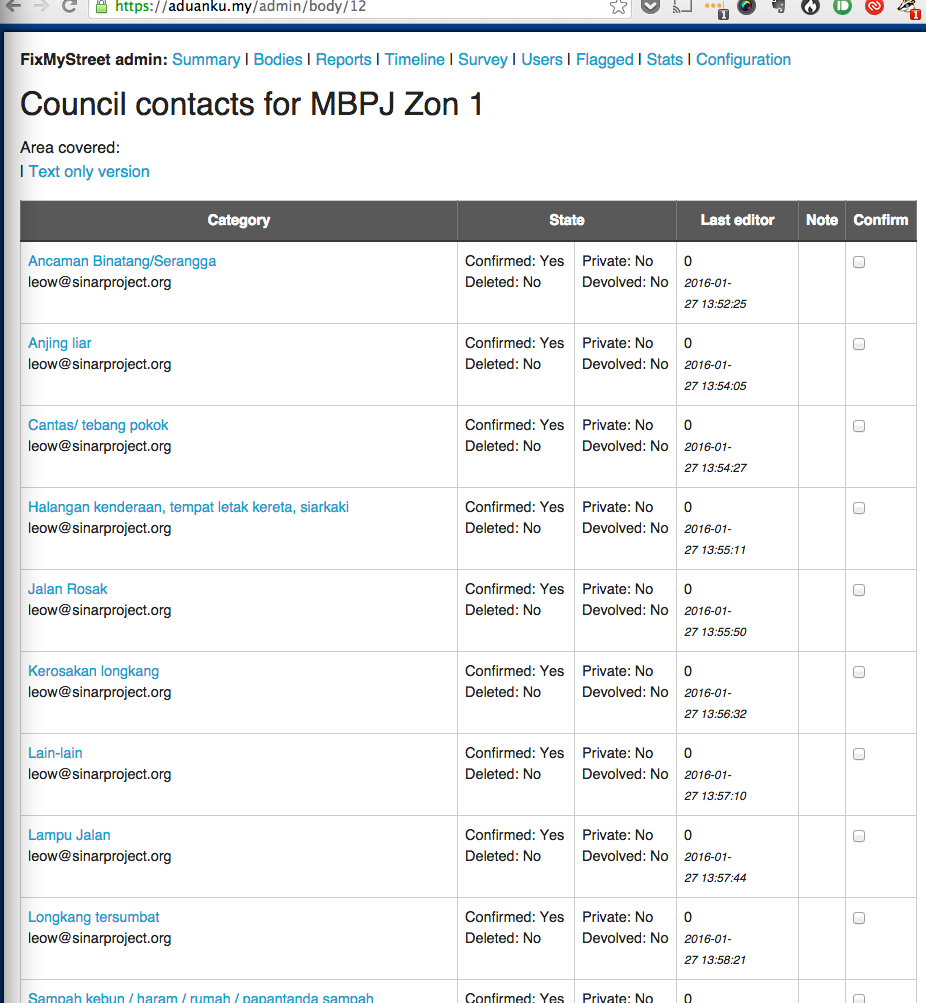 https://aduanku.my/admin/body/12
1
1
FixMyStreet admin: Summary | Bodies | Reports | Timeline | Survey | Users | Flagged | Stats | Configuration
Council contacts for MBPJ Zon 1
Area covered:
| Text only version
Category State Last editor Note Confirm
Ancaman Binatang/Serangga Confirmed: Yes Private: No 0
leow@sinarproject.org Deleted: No Devolved: No 2016-01-
27 13:52:25
Anjing liar Confirmed: Yes Private: No 0
leow@sinarproject.org Deleted: No Devolved: No 2016-01-
27 13:54:05
Cantas/ tebang pokok Confirmed: Yes Private: No 0
leow@sinarproject.org Deleted: No Devolved: No 2016-01-
27 13:54:27
Halangan kenderaan, tempat letak kereta, siarkaki Confirmed: Yes Private: No 0
leow@sinarproject.org Deleted: No Devolved: No 2016-01-
27 13:55:11
Jalan Rosak Confirmed: Yes Private: No 0
leow@sinarproject.org Deleted: No Devolved: No 2016-01-
27 13:55:50
Kerosakan longkang Confirmed: Yes Private: No 0
leow@sinarproject.org Deleted: No Devolved: No 2016-01-
27 13:56:32
Lain-lain Confirmed: Yes Private: No 0
leow@sinarproject.org Deleted: No Devolved: No 2016-01-
27 13:57:10
Lampu Jalan Confirmed: Yes Private: No 0
leow@sinarproject.org Deleted: No Devolved: No 2016-01-
27 13:57:44
Longkang tersumbat Confirmed: Yes Private: No 0
leow@sinarproject.org Deleted: No Devolved: No 2016-01-
27 13:58:21
Sampah kebun / haram / rumah / papantanda sampah Confirmed: Yes Private: No 0